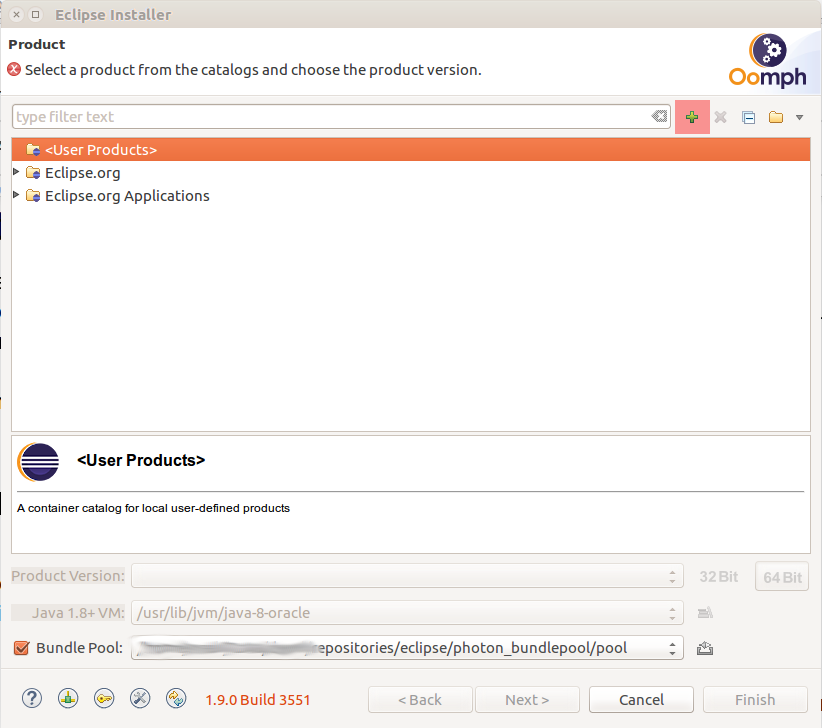 Eclipse Installer
Product
Select a product from the catalogs and choose the product version.
Oomph
type filter text
<User Products>
Eclipse.org
Eclipse.org Applications
<User Products>
A container catalog for local user-defined products
Product Version:
32 Bit
64 Bit
Java 1.8+ VM:
/usr/lib/jvm/java-8-oracle
Bundle Pool:
/eclipse/photon_bundlepool/pool
1.9.0 Build 3551
< Back
Next >
Cancel
Finish